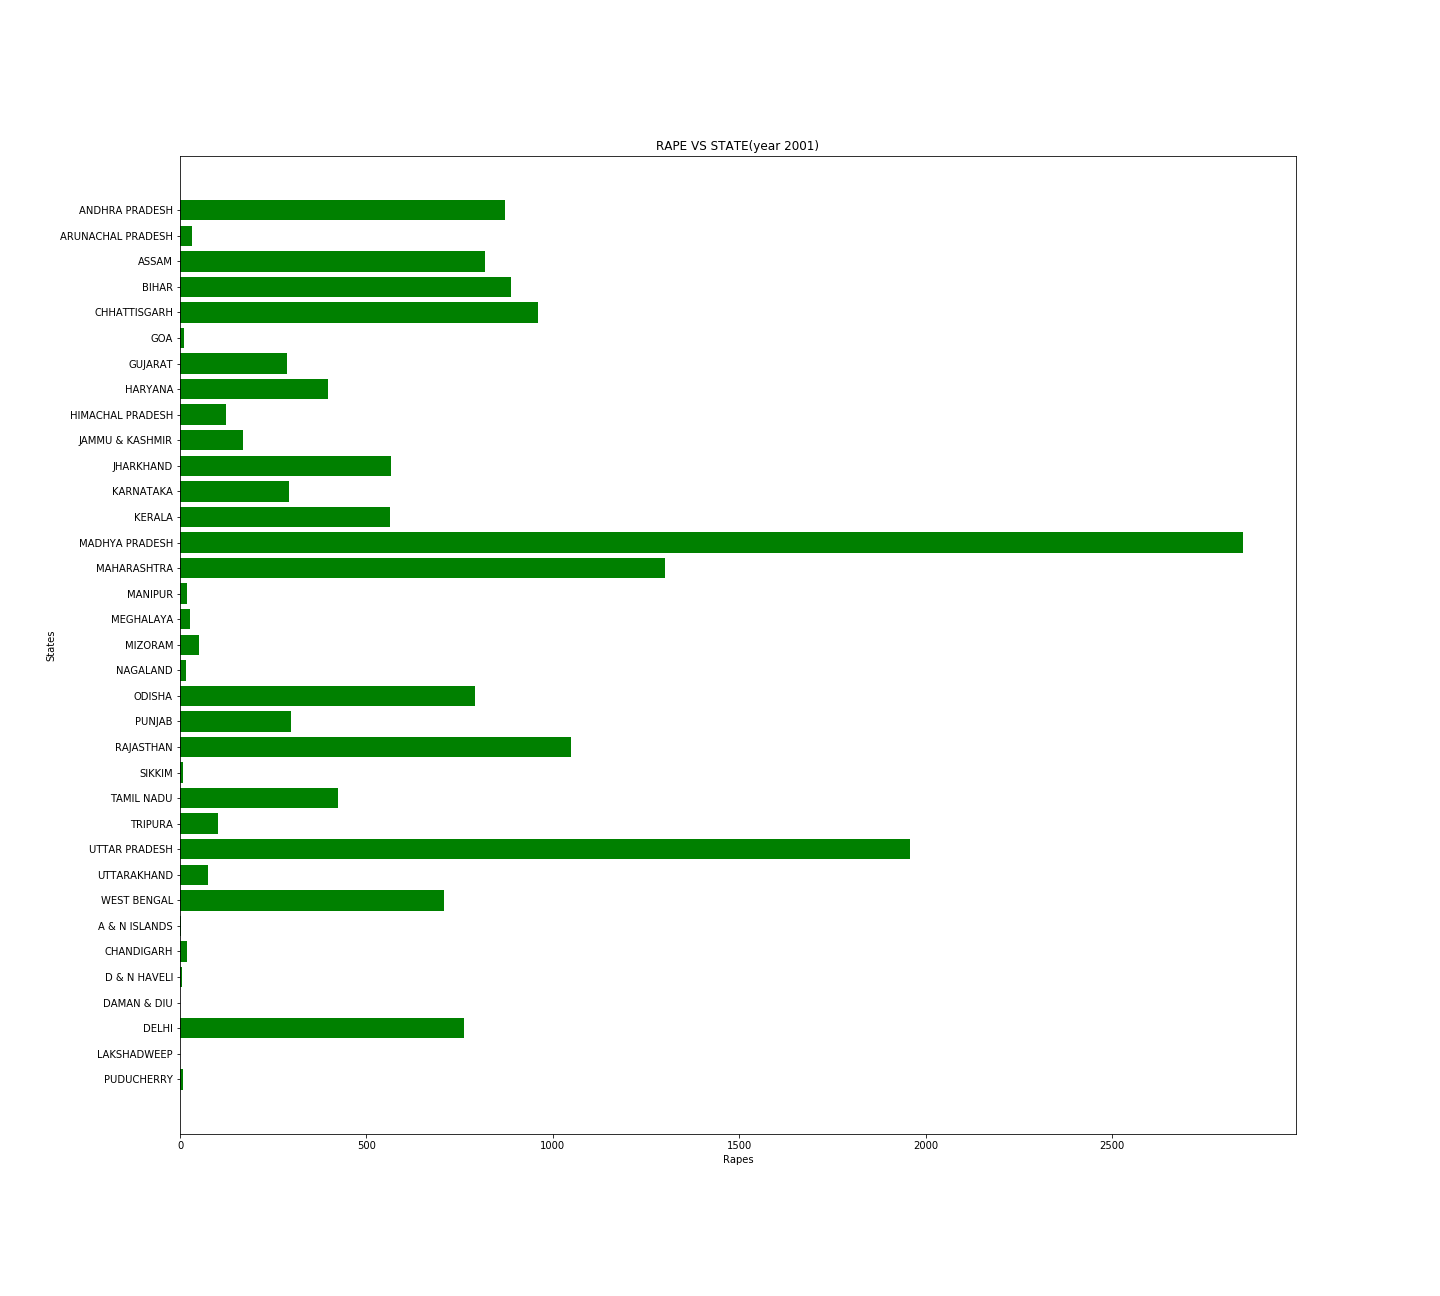 RAPE VS STATE(year 2001)
ANDHRA PRADESH
ARUNACHAL PRADESH
ASSAM
BIHAR
CHHATTISGARH
GOA
GUJARAT
HARYANA
HIMACHAL PRADESH
JAMMU & KASHMIR
JHARKHAND
KARNATAKA
KERALA
MADHYA PRADESH
MAHARASHTRA
MANIPUR
MEGHALAYA
MIZORAM
NAGALAND
ODISHA
PUNJAB
RAJASTHAN
SIKKIM
TAMIL NADU
TRIPURA
UTTAR PRADESH
UTTARAKHAND
WEST BENGAL
A & N ISLANDS
CHANDIGARH
D & N HAVELI
DAMAN & DIU
DELHI
LAKSHADWEEP
PUDUCHERRY
States
0 500 1000 1500 2000 2500
Rapes